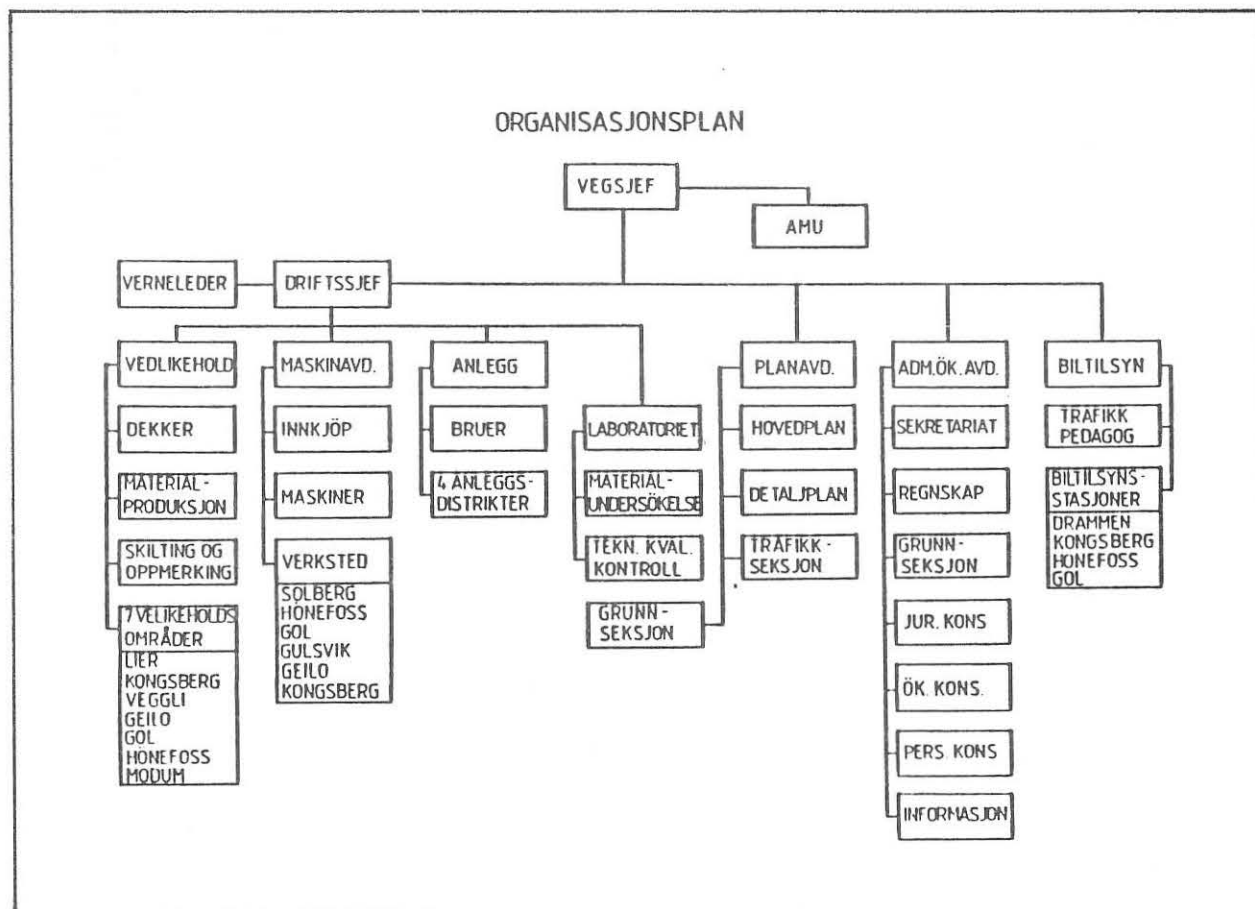 ORGANISASJONSPLAN
VEGSJEF
AMU
VERNELEDER
DRIFTSSJEF
VEDLIKEHOLD
DEKKER
MATERIAL-
PRODUKSJON
SKILTING OG
OPPMERKING
7 VELIKEHOLDS
OMRÅDER
LIER
KONGSBERG
VEGGLI
GEILO
GOL
HÖNEFOSS
MODUM
MASKINAVD.
INNKJÖP
MASKINER
VERKSTED
SOLBERG
HÖNEFOSS
GOL
GULSVIK
GEILO
KONGSBERG
ANLEGG
BRUER
4 ANLEGGS-
DISTRIKTER
LABORATORIET
MATERIAL-
UNDERSÖKELSE
TEKN. KVAL.
KONTROLL
PLANAVD.
HOVEDPLAN
DETALJPLAN
TRAFIKK-
SEKSJON
GRUNN-
SEKSJON
ADM.ÖK.AVD.
SEKRETARIAT
REGNSKAP
GRUNN-
SEKSJON
JUR. KONS
ÖK. KONS.
PERS. KONS
INFORMASJON
BILTILSYN
TRAFIKK
PEDAGOG
BILTILSYNS-
STASJONER
DRAMMEN
KONGSBERG
HÖNEFOSS
GOL